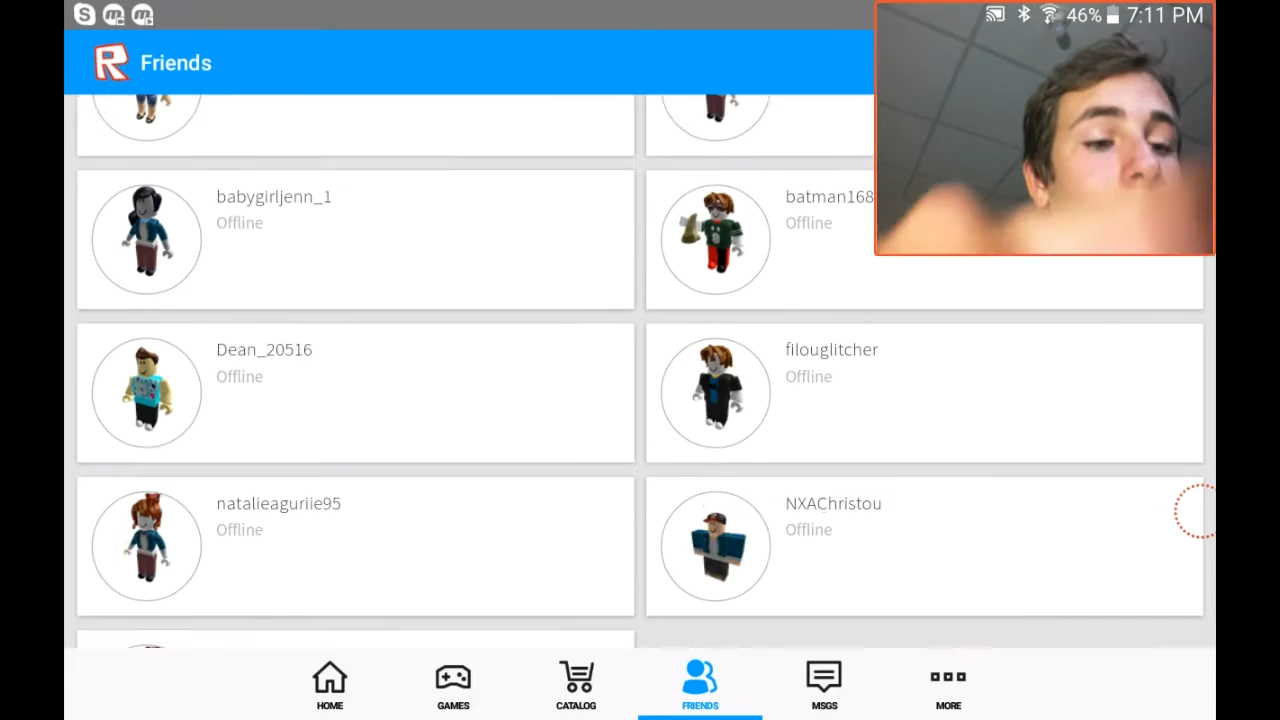 46% 7:11 PM
R Friends
babygirljenn_1
Offline
batman168
Offline
Dean_20516
Offline
filouglitcher
Offline
natalieaguriie95
Offline
NXAChristou
Offline
HOME GAMES CATALOG FRIENDS MSGS MORE